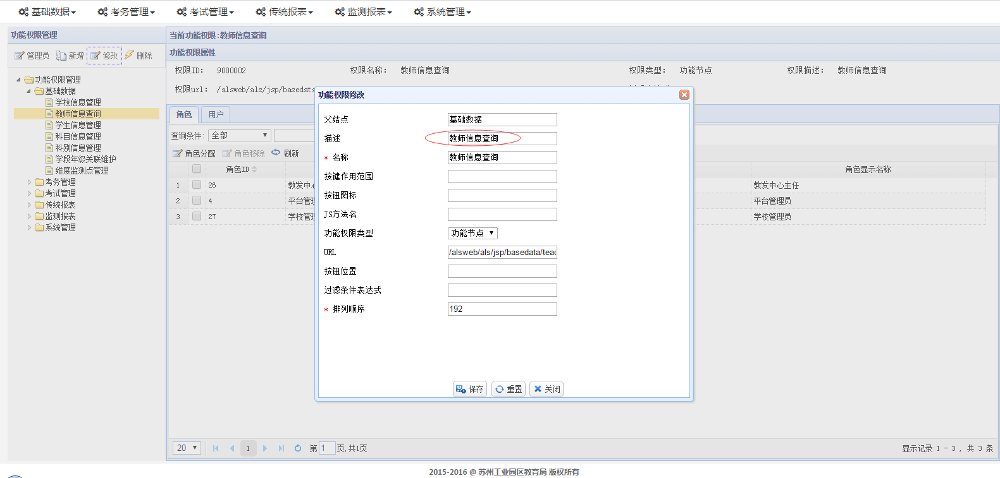 基础数据 考务管理 考试管理 传统报表 监测报表 系统管理
功能权限管理
管理员 新增 修改 删除
功能权限管理
基础数据
学校信息管理
教师信息查询
学生信息管理
科目信息管理
科别信息管理
学段年级关联维护
维度监测点管理
考务管理
考试管理
传统报表
监测报表
系统管理
当前功能权限:教师信息查询
功能权限属性
权限ID: 9000002 权限名称: 教师信息查询 权限类型: 功能节点 权限描述: 教师信息查询
权限url: /alsweb/als/jsp/basedata
角色 用户
查询条件: 全部
角色分配 角色移除 刷新
角色ID 角色显示名称
1 26 教发中心 教发中心主任
2 4 平台管理 平台管理员
3 27 学校管理 学校管理员
功能权限修改
父结点 基础数据
描述 教师信息查询
* 名称 教师信息查询
按键作用范围
按钮图标
JS方法名
功能权限类型 功能节点
URL /alsweb/als/jsp/basedata/teac
按钮位置
过滤条件表达式
* 排列顺序 192
保存 重置 关闭
20 1 第 1 页,共1页 显示记录 1 - 3 , 共 3 条
2015-2016 @ 苏州工业园区教育局 版权所有